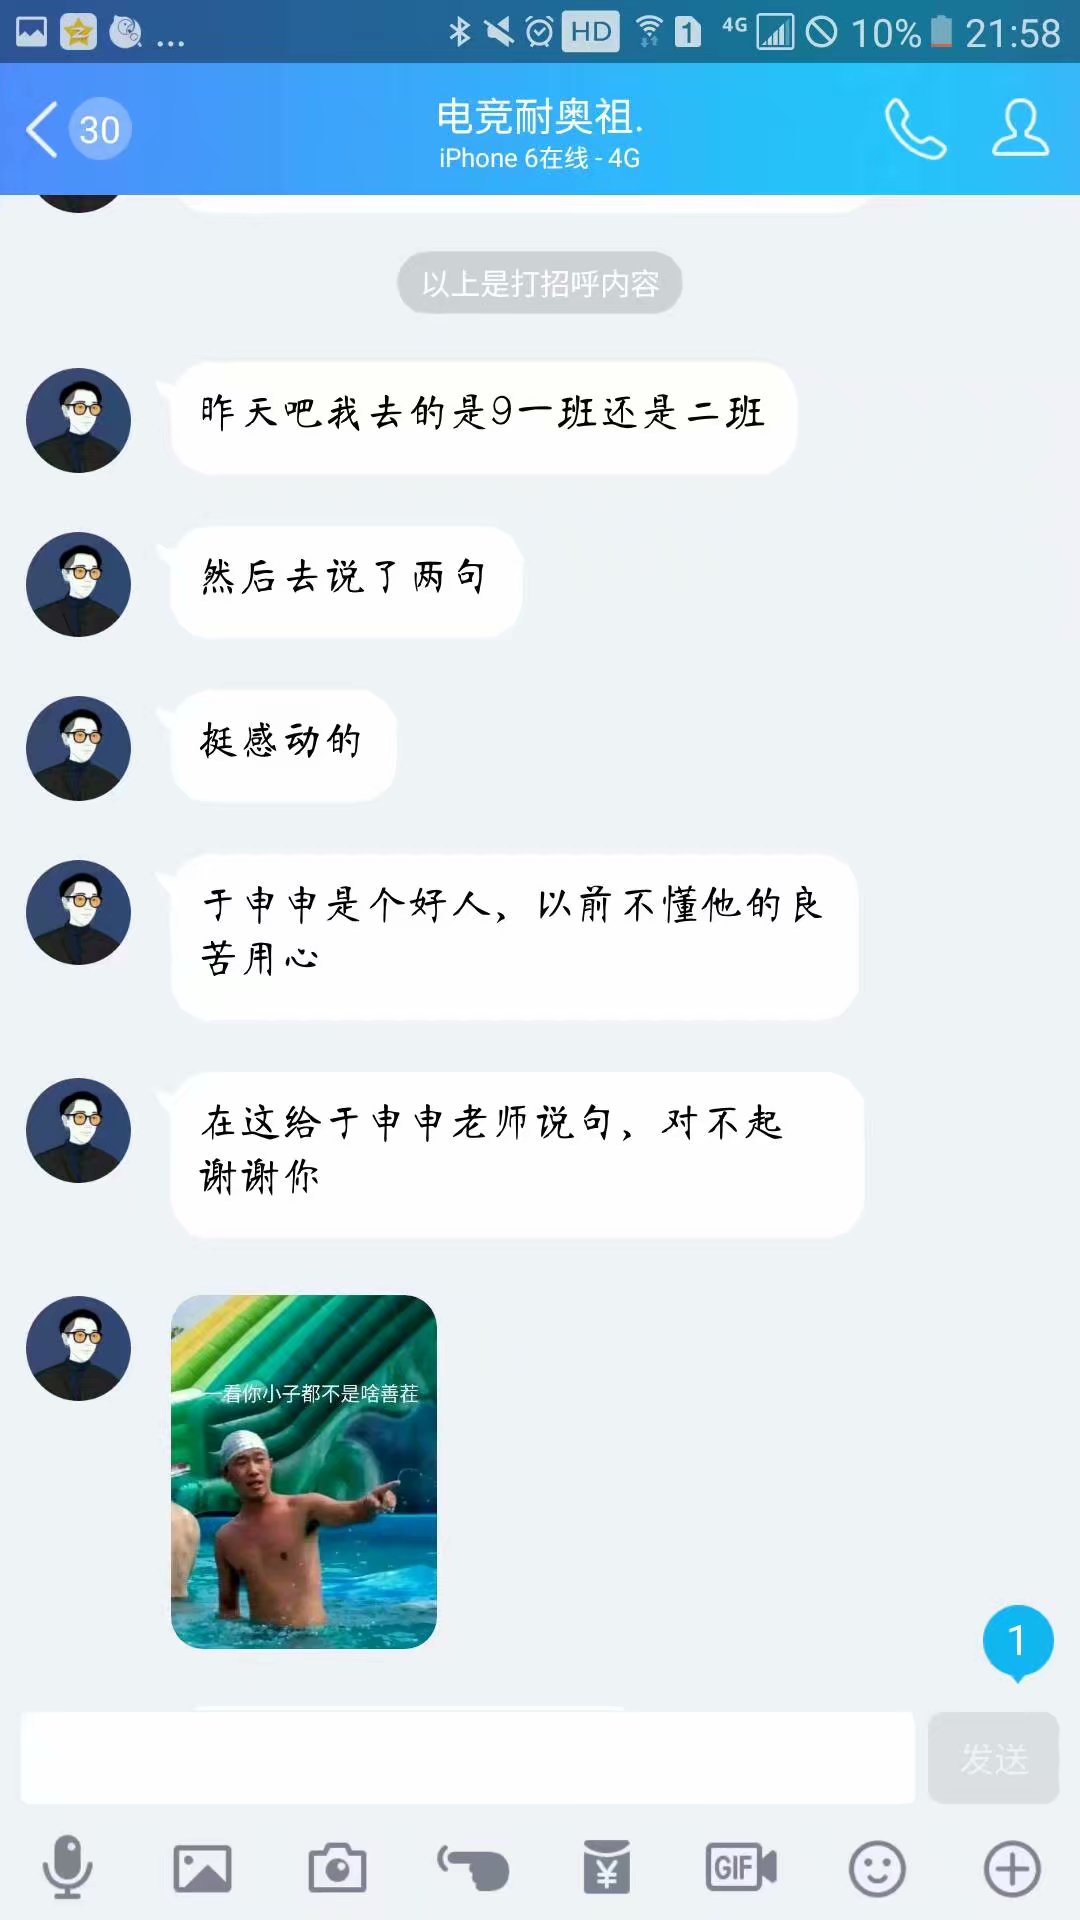 ... HD 1 4G 10% 21:58
30
电竞耐奥祖.
iPhone 6在线 - 4G
以上是打招呼内容
昨天吧我去的是9一班还是二班
然后去说了两句
挺感动的
于申申是个好人，以前不懂他的良
苦用心
在这给于申申老师说句，对不起
谢谢你
一看你小子都不是啥善茬
1
发送
¥
GIF